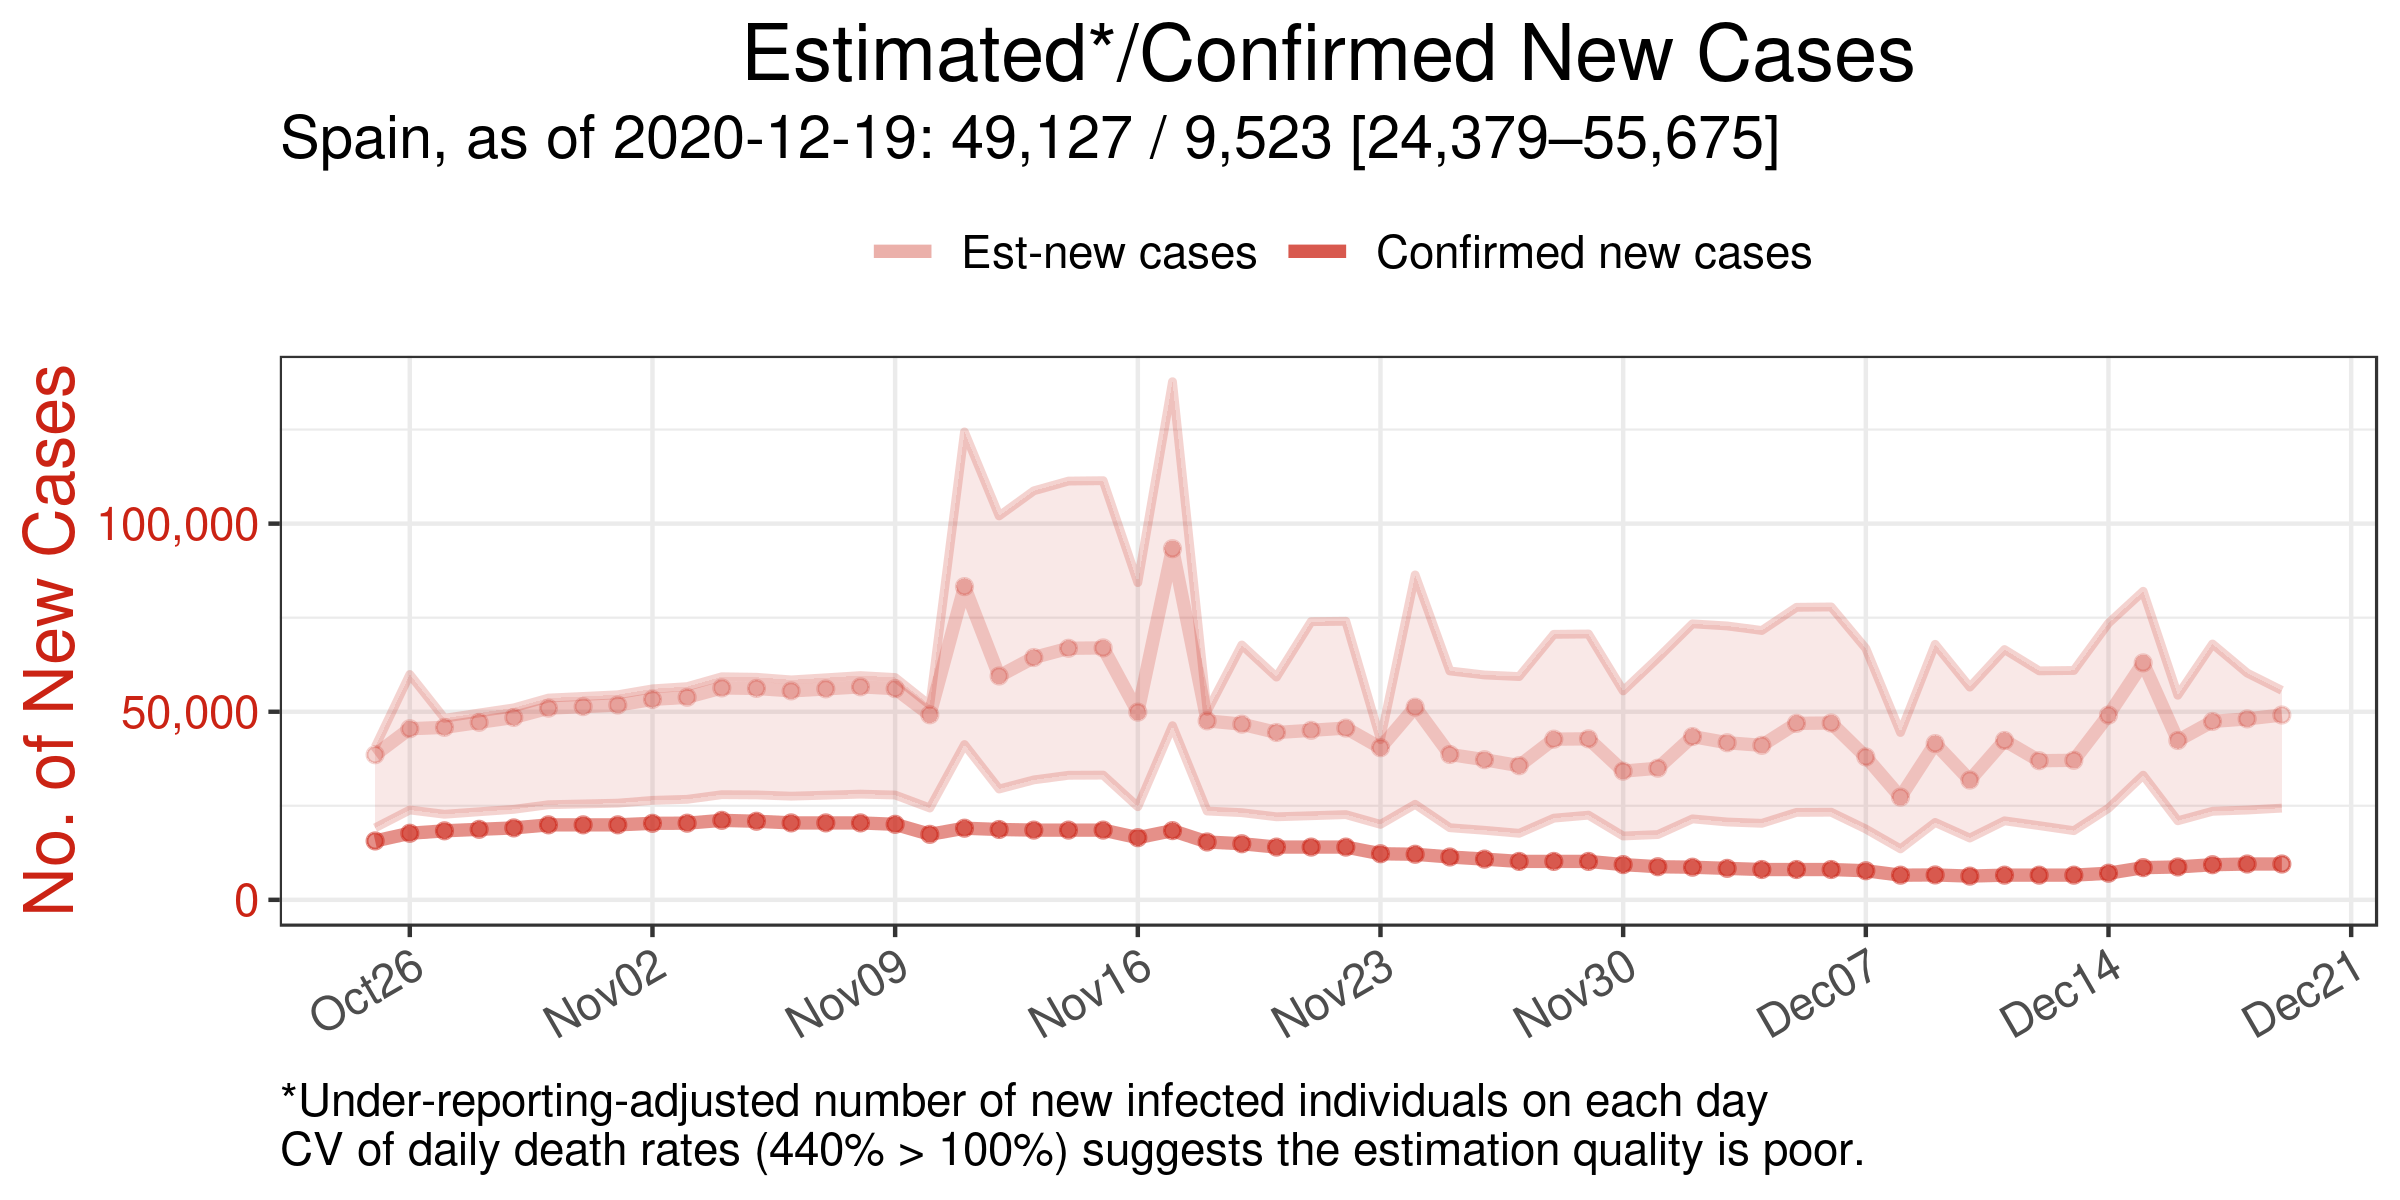 Estimated*/Confirmed New Cases
Spain, as of 2020-12-19: 49,127 / 9,523 [24,379–55,675]
Est-new cases
Confirmed new cases
No. of New Cases
100,000
50,000
0
Oct26
Nov02
Nov09
Nov16
Nov23
Nov30
Dec07
Dec14
Dec21
*Under-reporting-adjusted number of new infected individuals on each day
CV of daily death rates (440% > 100%) suggests the estimation quality is poor.